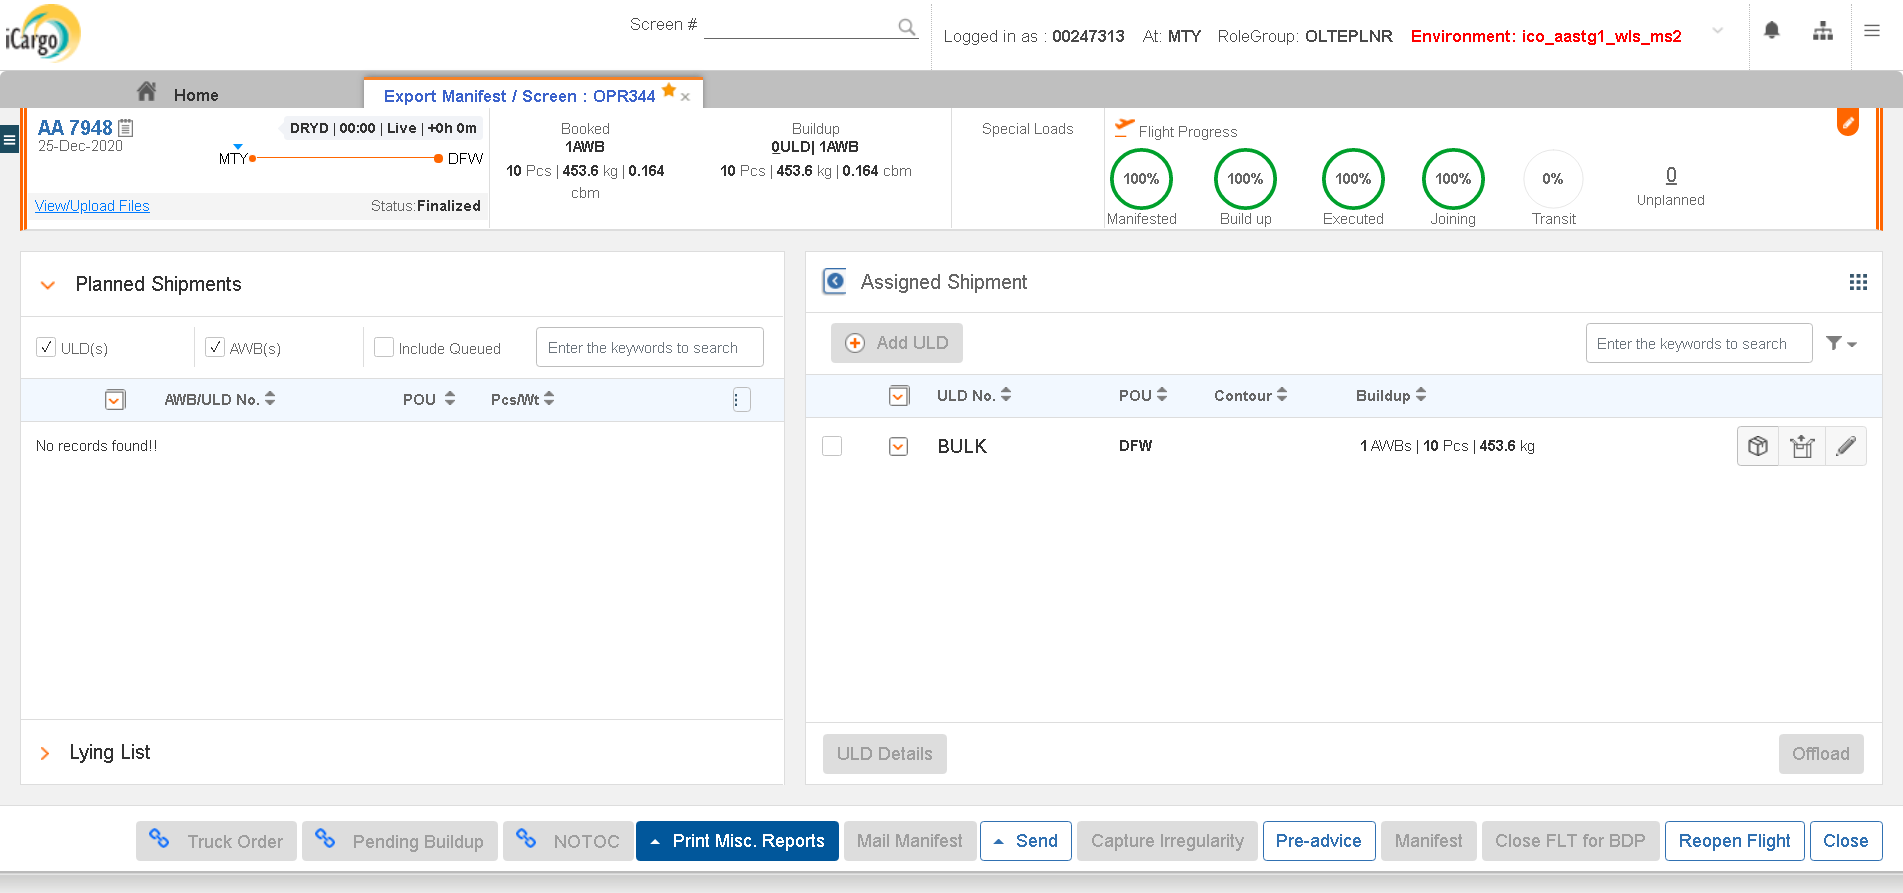 iCargo
Screen #
Logged in as : 00247313 At: MTY RoleGroup: OLTEPLNR Environment: ico_aastg1_wls_ms2
Home
Export Manifest / Screen : OPR344
AA 7948
25-Dec-2020
DRYD | 00:00 | Live | +0h 0m
MTY DFW
View/Upload Files
Status:Finalized
Booked
1AWB
10 Pcs | 453.6 kg | 0.164
cbm
Buildup
0ULD| 1AWB
10 Pcs | 453.6 kg | 0.164 cbm
Special Loads
Flight Progress
100% 100% 100% 100% 0% 0
Manifested Build up Executed Joining Transit Unplanned
Planned Shipments
ULD(s) AWB(s) Include Queued Enter the keywords to search
AWB/ULD No. POU Pcs/Wt
No records found!!
Lying List
Assigned Shipment
Add ULD Enter the keywords to search
ULD No. POU Contour Buildup
BULK DFW 1 AWBs | 10 Pcs | 453.6 kg
ULD Details Offload
Truck Order Pending Buildup NOTOC Print Misc. Reports Mail Manifest Send Capture Irregularity Pre-advice Manifest Close FLT for BDP Reopen Flight Close